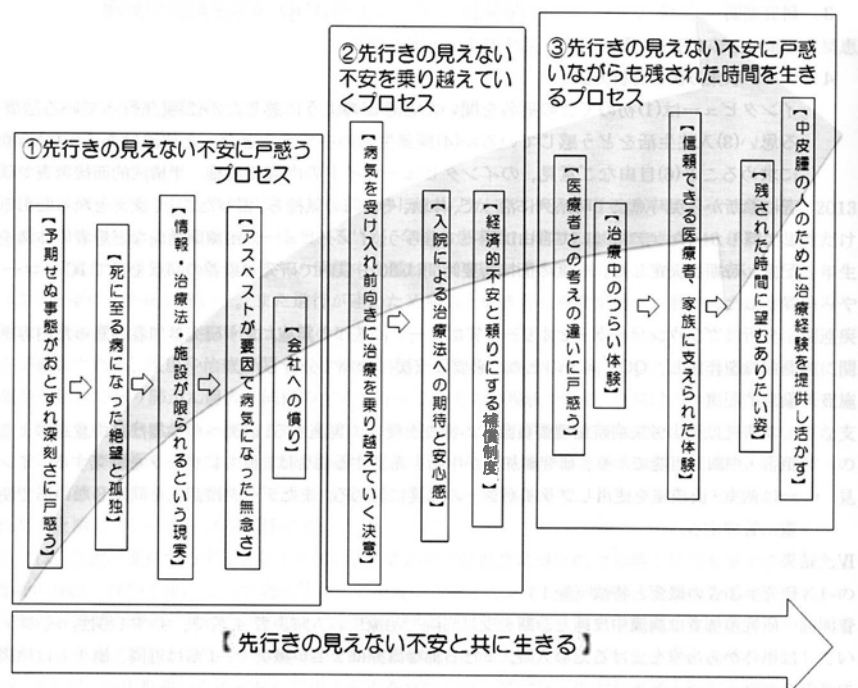 ①先行きの見えない不安に戸惑う
プロセス
【予期せぬ事態がおとずれ深刻さに戸惑う】
【死に至る病になった絶望と孤独】
【情報・治療法・施設が限れるという現実】
【アスベストが要因で病気になった無念さ】
【会社への憤り】
②先行きの見えない
不安を乗り越えてい
くプロセス
【病気を受け入れ前向きに治療を乗り越えていく決意】
【入院による治療法への期待と安心感】
【経済的不安と頼りする補償制度】
③先行きの見えない不安に戸惑
いながらも残された時間を生き
るプロセス
【医療者との考えの違いに戸惑う】
【治療中のつらい体験】
【信頼できる医療者、家族に支えられた体験】
【残された時間に望むありたい姿】
【中皮腫の人のために治療経験を提供し活かす】
【先行きの見えない不安と共に生きる】